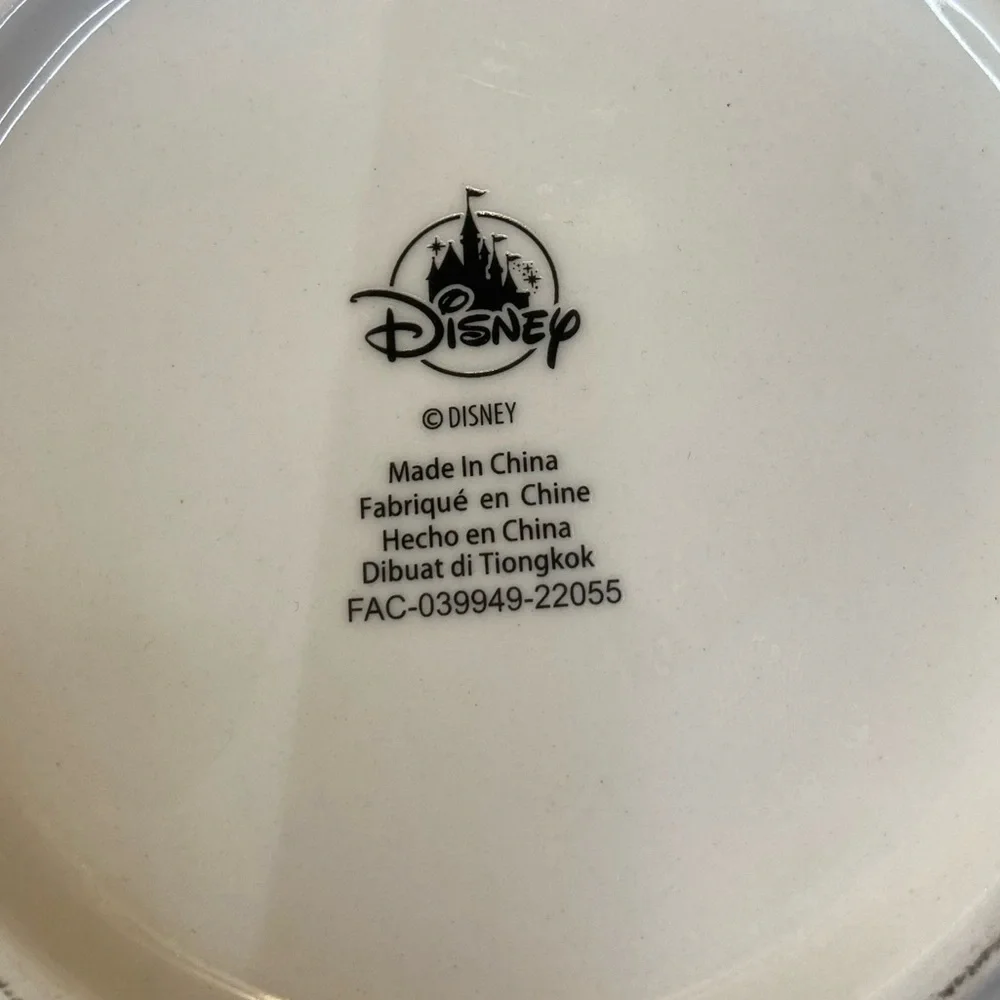 Disney
© DISNEY
Made In China
Fabriqué en Chine
Hecho en China
Dibuat di Tiongkok
FAC-039949-22055